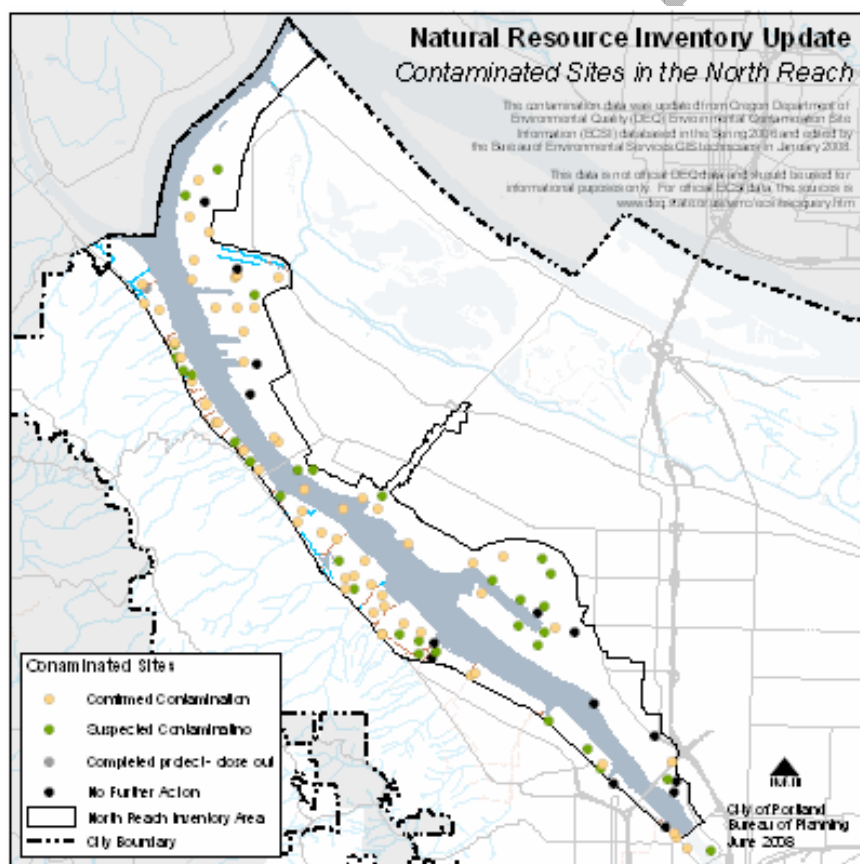 Natural Resource Inventory Update
Contaminated Sites in the North Reach
The contamination data was updated from Oregon Department of
Environmental Quality (DEQ) Environmental Contamination Site
Information (ECSI) databased in the Spring 2006 and edited by
the Bureau of Environmental Services GIS technicians in January 2008.
This data is not official DEQ data and should be used for
informational puposes only. For official ECSI data, The sources is
Conaminated Sites
Confirmed Contamination
Suspected Contamination
Completed project - close out
No Further Action
North Reach Inventory Area
City Boundary
NORTH
City of Portland
Bureau of Planning
June 2008